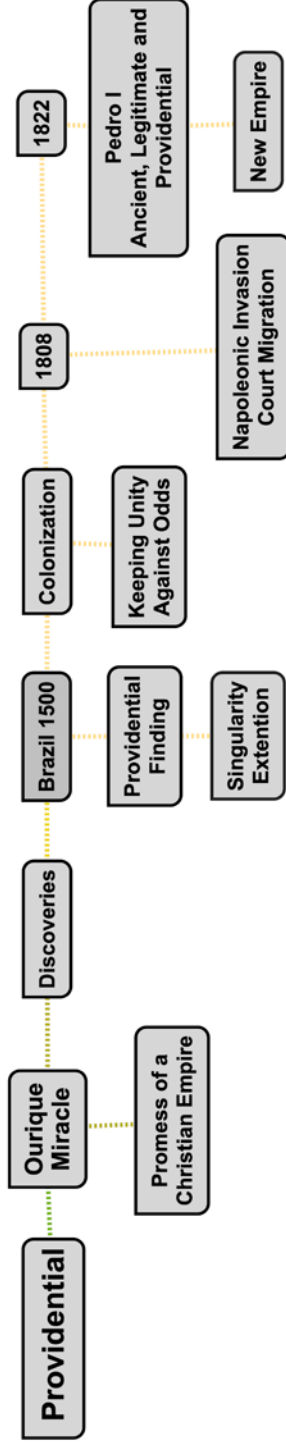 Providential
Ourique
Miracle
Promess of a
Christian Empire
Discoveries
Brazil 1500
Providential
Finding
Singularity
Extention
Colonization
Keeping Unity
Against Odds
1808
Napoleonic Invasion
Court Migration
1822
Pedro I
Ancient, Legitimate and
Providential
New Empire